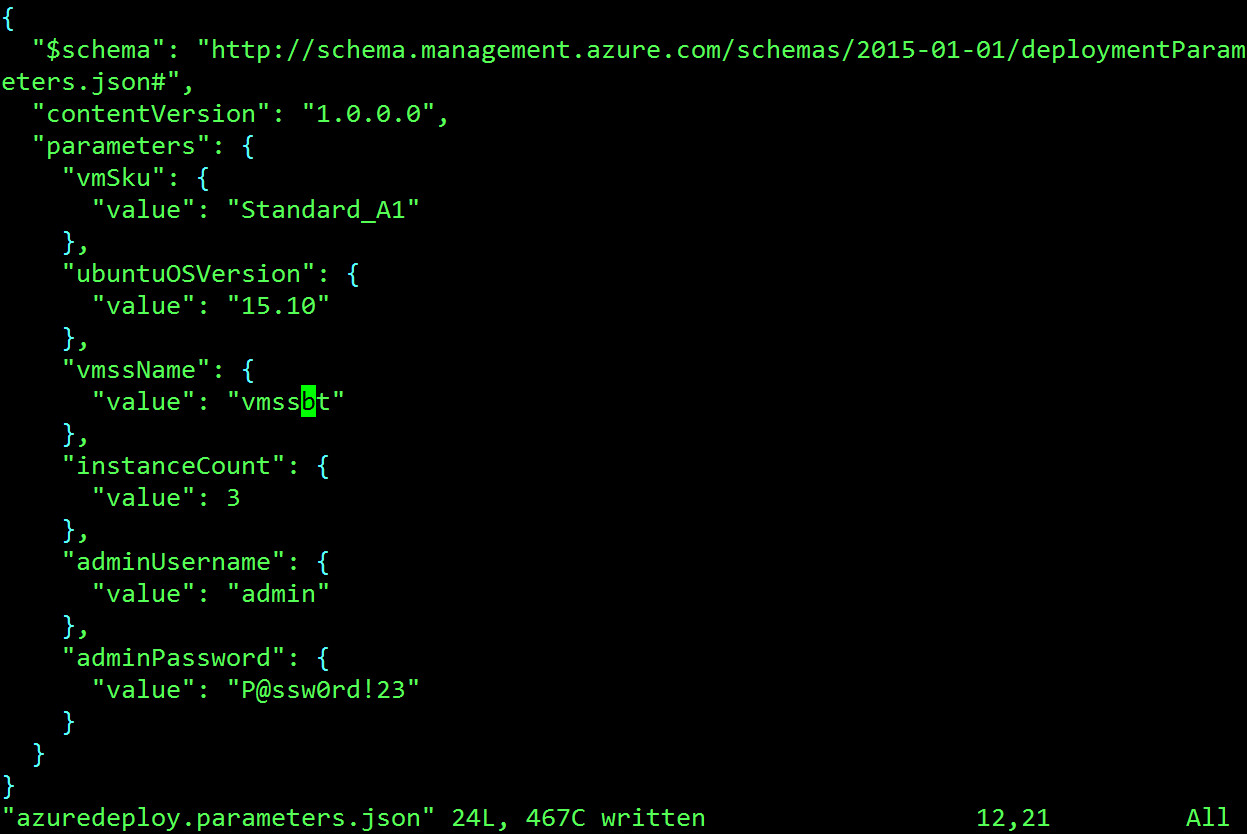 {
  "$schema": "http://schema.management.azure.com/schemas/2015-01-01/deploymentParam
eters.json#",
  "contentVersion": "1.0.0.0",
  "parameters": {
    "vmSku": {
      "value": "Standard_A1"
    },
    "ubuntuOSVersion": {
      "value": "15.10"
    },
    "vmssName": {
      "value": "vmssbt"
    },
    "instanceCount": {
      "value": 3
    },
    "adminUsername": {
      "value": "admin"
    },
    "adminPassword": {
      "value": "P@ssw0rd!23"
    }
  }
}
"azuredeploy.parameters.json" 24L, 467C written                  12,21         All